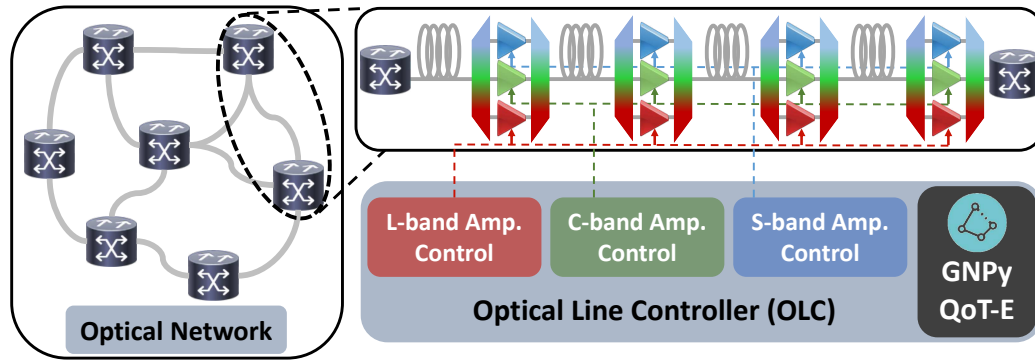 Optical Network
L-band Amp.
Control
C-band Amp.
Control
S-band Amp.
Control
GNPy
QoT-E
Optical Line Controller (OLC)